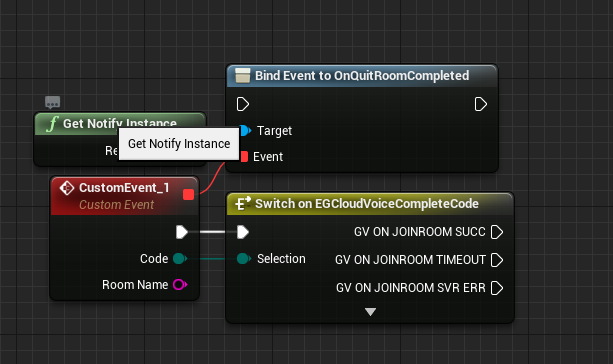 Bind Event to OnQuitRoomCompleted
Get Notify Instance
Target
Re
Get Notify Instance
Event
CustomEvent_1
Custom Event
Switch on EGCloudVoiceCompleteCode
GV ON JOINROOM SUCC
Code
Selection
GV ON JOINROOM TIMEOUT
Room Name
GV ON JOINROOM SVR ERR